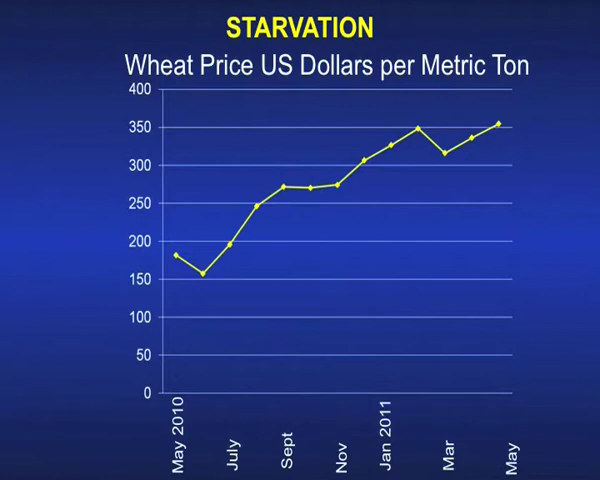 STARVATION
Wheat Price US Dollars per Metric Ton
400
350
300
250
200
150
100
50
0
May 2010
July
Sept
Nov
Jan 2011
Mar
May